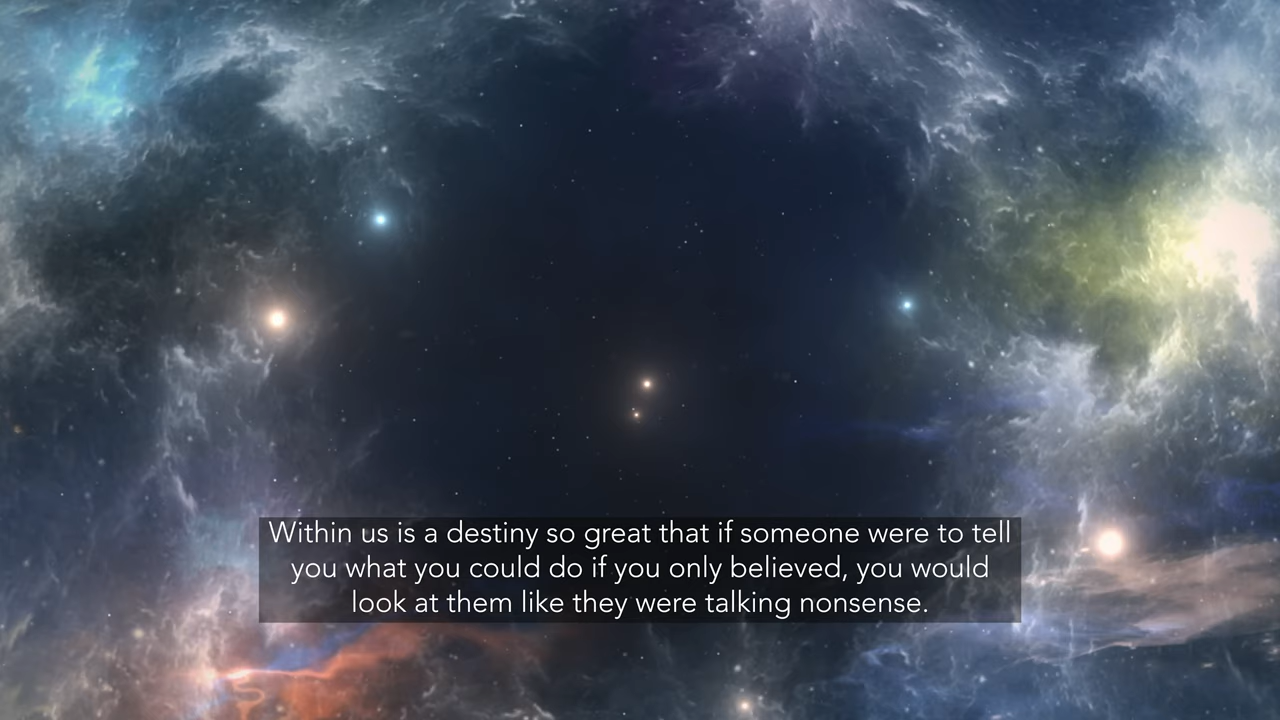 Within us is a destiny so great that if someone were to tell
you what you could do if you only believed, you would
look at them like they were talking nonsense.